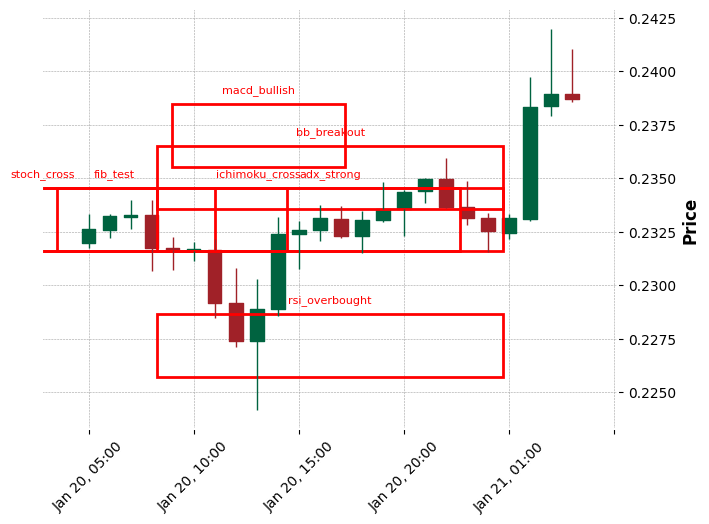 0.2425
0.2400
macd_bullish
0.2375
bb_breakout
0.2350
stoch_cross
fib_test
ichimoku_cross
adx_strong
0.2325
Price
0.2300
rsi_overbought
0.2275
0.2250
Jan 20, 05:00
Jan 20, 10:00
Jan 20, 15:00
Jan 20, 20:00
Jan 21, 01:00